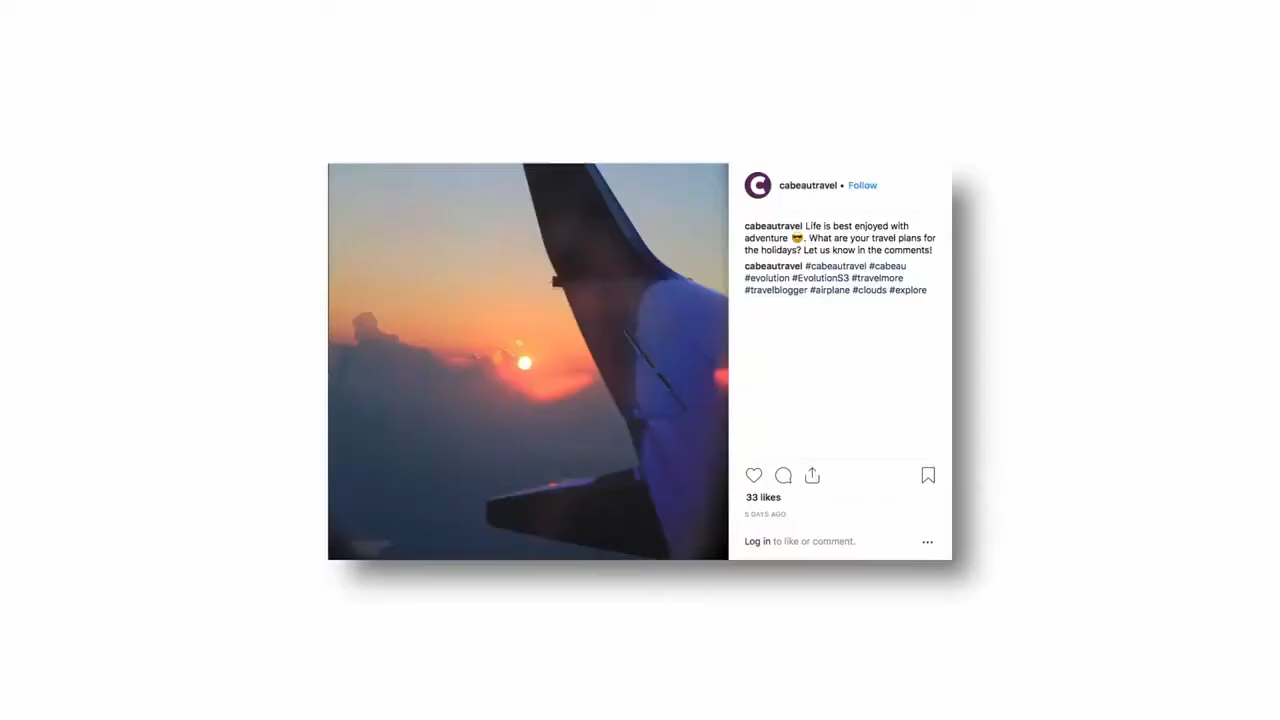 cabeautravel • Follow
cabeautravel Life is best enjoyed with
adventure 😎. What are your travel plans for
the holidays? Let us know in the comments!
cabeautravel #cabeautravel #cabeau
#evolution #EvolutionS3 #travelmore
#travelblogger #airplane #clouds #explore
33 likes
5 DAYS AGO
Log in to like or comment.